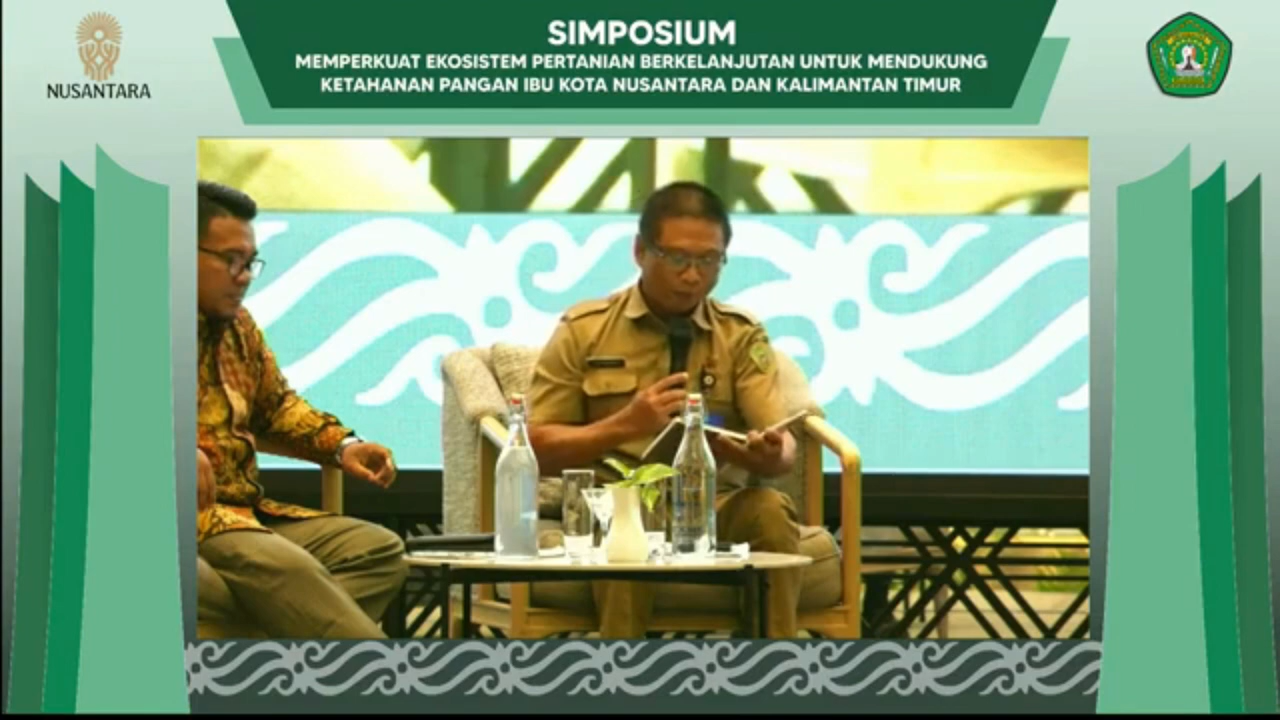 SIMPOSIUM
MEMPERKUAT EKOSISTEM PERTANIAN BERKELANJUTAN UNTUK MENDUKUNG
KETAHANAN PANGAN IBU KOTA NUSANTARA DAN KALIMANTAN TIMUR
NUSANTARA